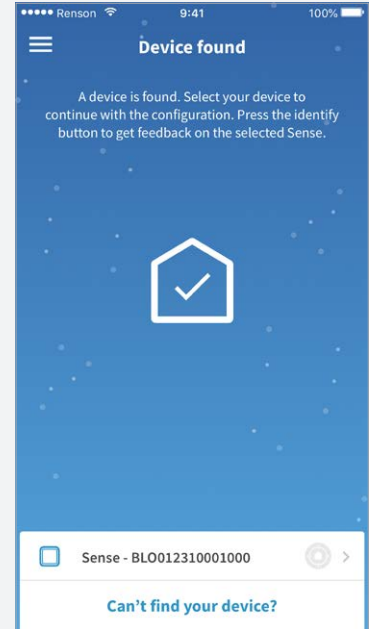 Renson 9:41 100%
Device found
A device is found. Select your device to
continue with the configuration. Press the identify
button to get feedback on the selected Sense.
Sense - BLO012310001000
Can't find your device?